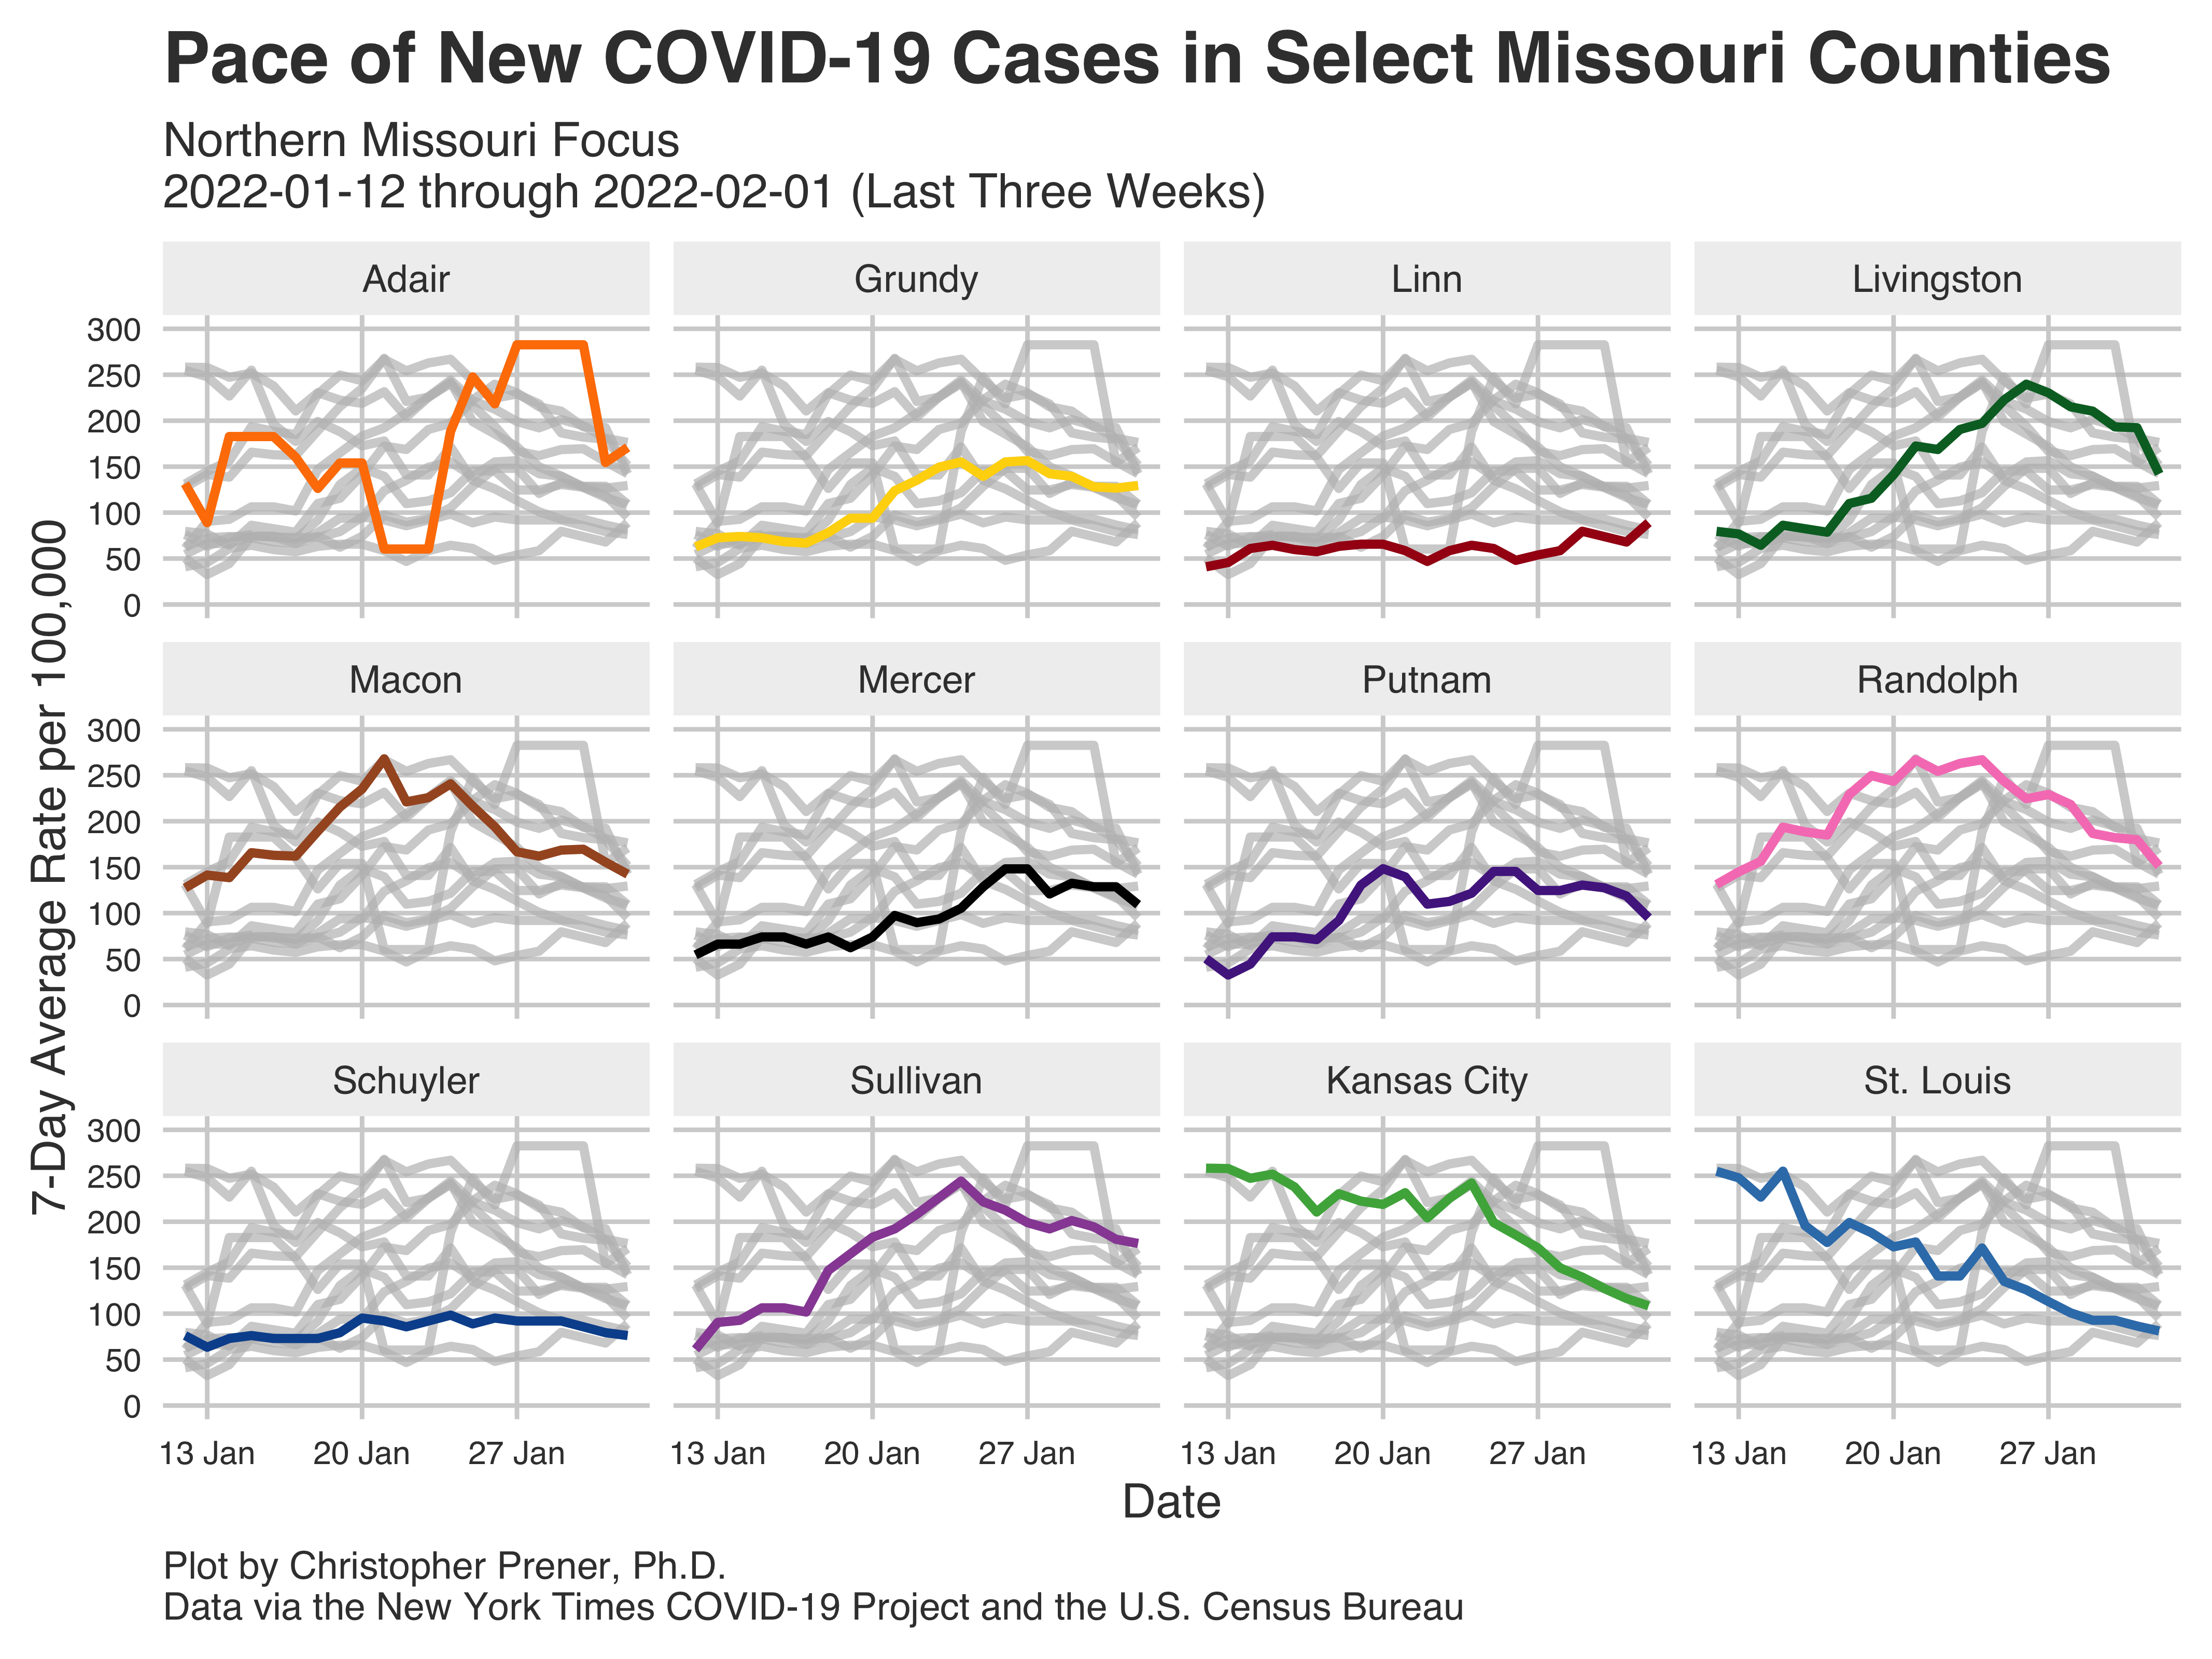 Pace of New COVID-19 Cases in Select Missouri Counties
Northern Missouri Focus
2022-01-12 through 2022-02-01 (Last Three Weeks)
7-Day Average Rate per 100,000
Adair
Grundy
Linn
Livingston
300
250
200
150
100
50
0
Macon
Mercer
Putnam
Randolph
300
250
200
150
100
50
0
Schuyler
Sullivan
Kansas City
St. Louis
300
250
200
150
100
50
0
13 Jan 20 Jan 27 Jan 13 Jan 20 Jan 27 Jan 13 Jan 20 Jan 27 Jan 13 Jan 20 Jan 27 Jan
Date
Plot by Christopher Prener, Ph.D.
Data via the New York Times COVID-19 Project and the U.S. Census Bureau